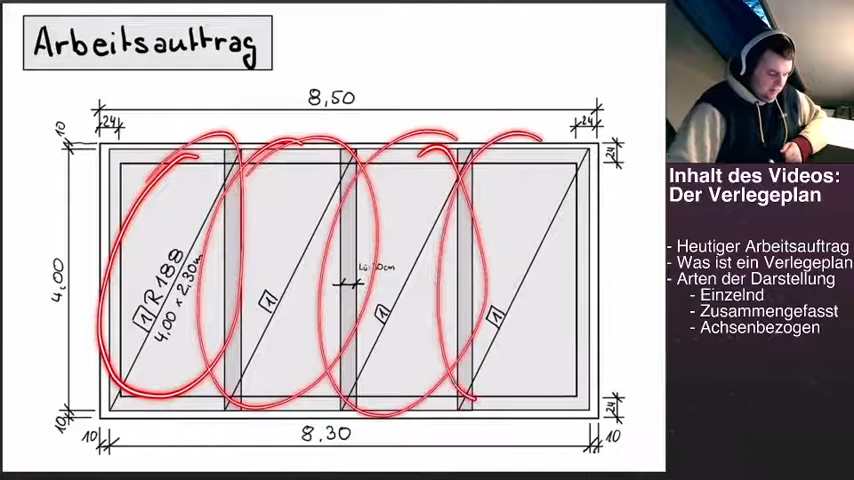 Arbeitsauftrag
8,50
24
24
10
24
4,00
1 R188
4.00 x 2.30m
1
1
1
24
10
10
8,30
10
Inhalt des Videos:
Der Verlegeplan
- Heutiger Arbeitsauftrag
- Was ist ein Verlegeplan
- Arten der Darstellung
- Einzelnd
- Zusammengefasst
- Achsenbezogen